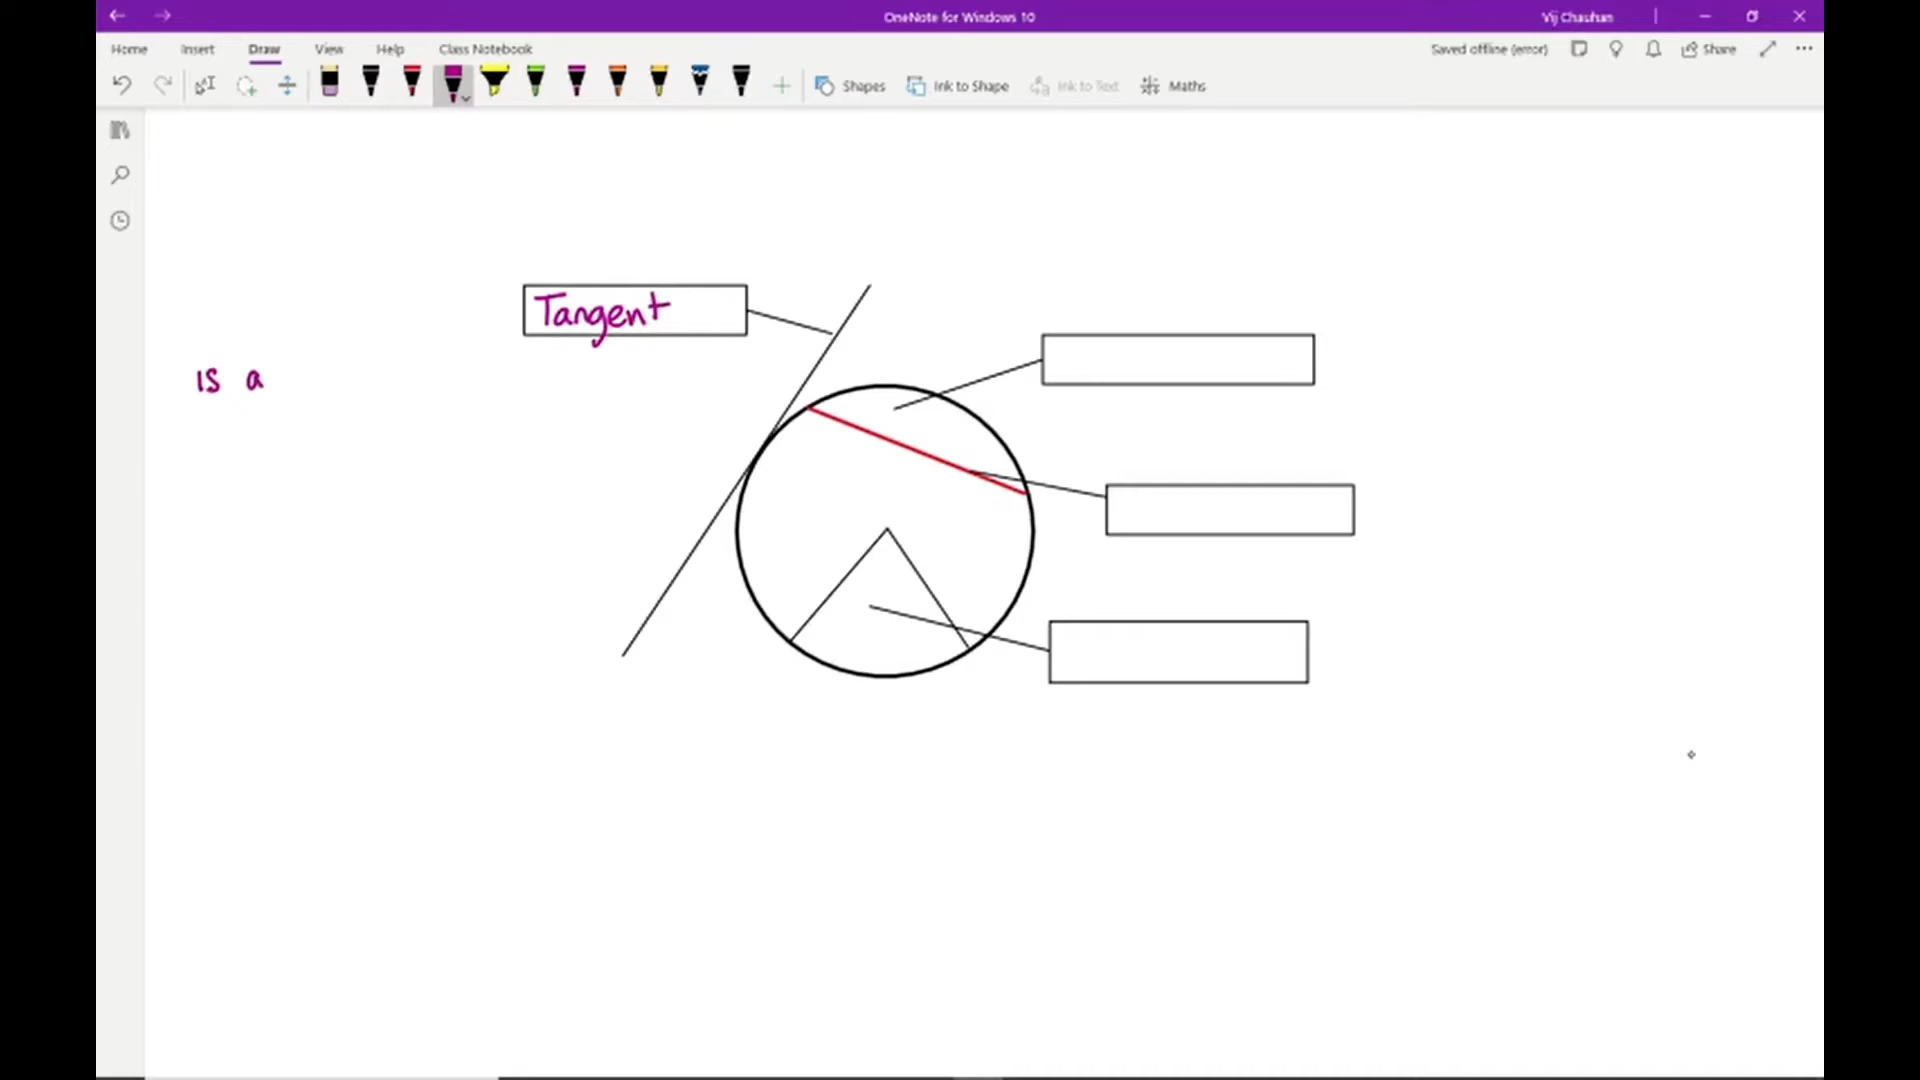 OneNote for Windows 10
Vij Chauhan
Home Insert Draw View Help Class Notebook
Saved offline (error) Share
Shapes Ink to Shape Ink to Text Maths
Tangent
is a